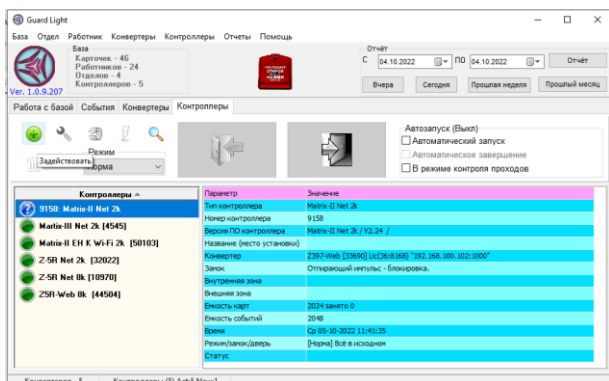 Guard Light
База Отдел Работник Конвертеры Контроллеры Отчеты Помощь
База
Карточек - 46
Работников - 24
Отделов - 4
Контроллеров - 5
Ver. 1.0.9.207
Отчёт
С 04.10.2022 ПО 04.10.2022 Отчёт
Вчера Сегодня Прошлая неделя Прошлый месяц
Работа с базой События Конвертеры Контроллеры
Режим
Задействовать
Норма
Автозапуск (Выкл)
Автоматический запуск
Автоматическое завершение
В режиме контроля проходов
Контроллеры
9158: Matrix-II Net 2k
Martix-III Net 2k [4545]
Matrix-II EH K Wi-Fi 2k [50103]
Z-5R Net 2k [32022]
Z-5R Net 8k [10970]
Z5R-Web 8k [44504]
Параметр Значение
Тип контроллера Matrix-II Net 2k
Номер контроллера 9158
Версия ПО контроллера Matrix-II Net 2k / V2.24 /
Название (место установки)
Конвертер Z397-Web [33690] Uc(36:8168) "192.168.100.102:1000"
Замок Отпирающий импульс - блокировка.
Внутренняя зона
Внешняя зона
Емкость карт 2024 занято 0
Емкость событий 2048
Время Ср 05-10-2022 11:41:35
Режим/замок/дверь [Норма] Всё в исходном
Статус